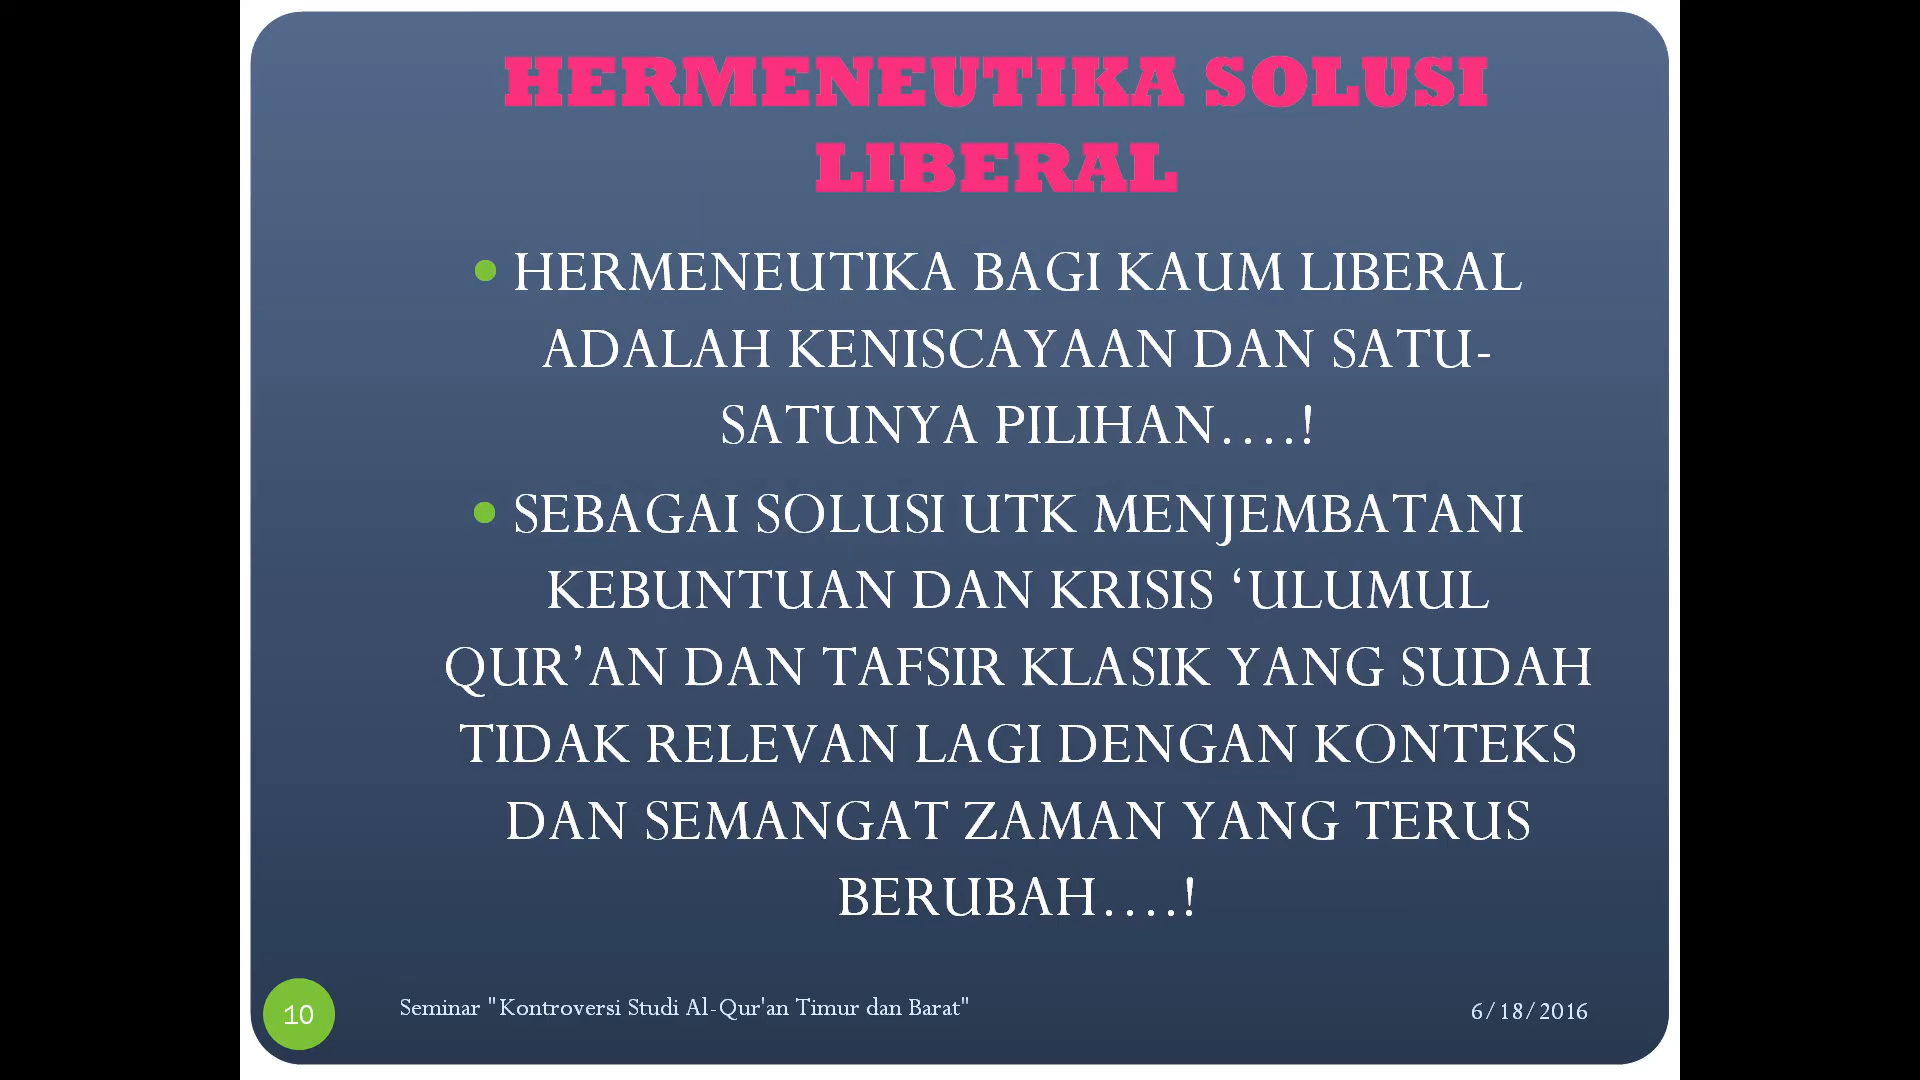 HERMENEUTIKA SOLUSI
LIBERAL
HERMENEUTIKA BAGI KAUM LIBERAL
ADALAH KENISCAYAAN DAN SATU-
SATUNYA PILIHAN....!
SEBAGAI SOLUSI UTK MENJEMBATANI
KEBUNTUAN DAN KRISIS ‘ULUMUL
QUR’AN DAN TAFSIR KLASIK YANG SUDAH
TIDAK RELEVAN LAGI DENGAN KONTEKS
DAN SEMANGAT ZAMAN YANG TERUS
BERUBAH....!
10
Seminar "Kontroversi Studi Al-Qur'an Timur dan Barat"
6/18/2016